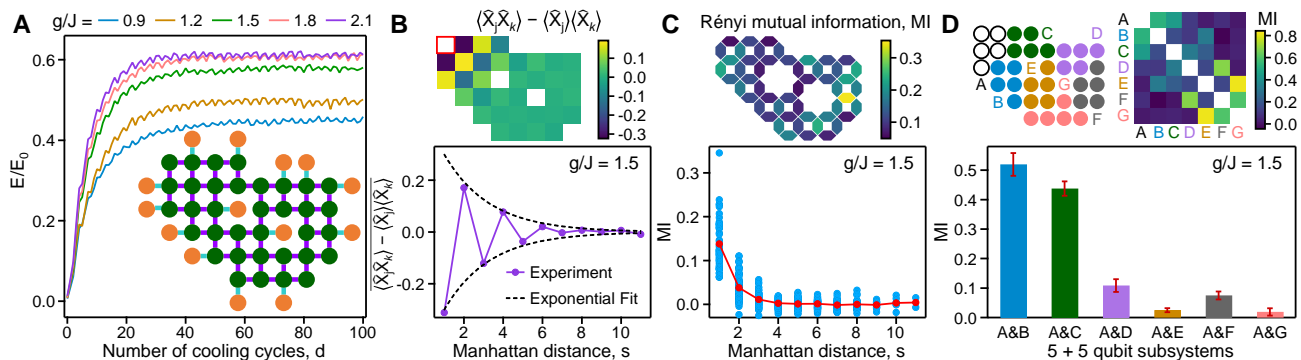 A
g/J =
0.9
1.2
1.5
1.8
2.1
E/E0
0.6
0.4
0.2
0.0
0
20
40
60
80
100
Number of cooling cycles, d
B
⟨X̂jX̂k⟩ − ⟨X̂j⟩⟨X̂k⟩
0.1
0.0
-0.1
-0.2
-0.3
g/J = 1.5
⟨X̂jX̂k⟩ − ⟨X̂j⟩⟨X̂k⟩
0.2
0.0
-0.2
Experiment
Exponential Fit
2
4
6
8
10
Manhattan distance, s
C
Rényi mutual information, MI
0.3
0.2
0.1
g/J = 1.5
MI
0.4
0.3
0.2
0.1
0.0
2
4
6
8
10
Manhattan distance, s
D
C
D
E
A
G
B
F
A
B
C
D
E
F
G
A B C D E F G
MI
0.8
0.6
0.4
0.2
0.0
g/J = 1.5
MI
0.5
0.4
0.3
0.2
0.1
0.0
A&B
A&C
A&D
A&E
A&F
A&G
5 + 5 qubit subsystems